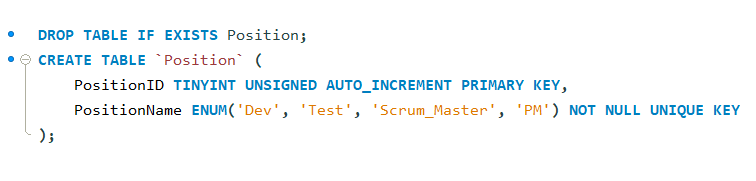 DROP TABLE IF EXISTS Position;
CREATE TABLE `Position` (
PositionID TINYINT UNSIGNED AUTO_INCREMENT PRIMARY KEY,
PositionName ENUM('Dev', 'Test', 'Scrum_Master', 'PM') NOT NULL UNIQUE KEY
);